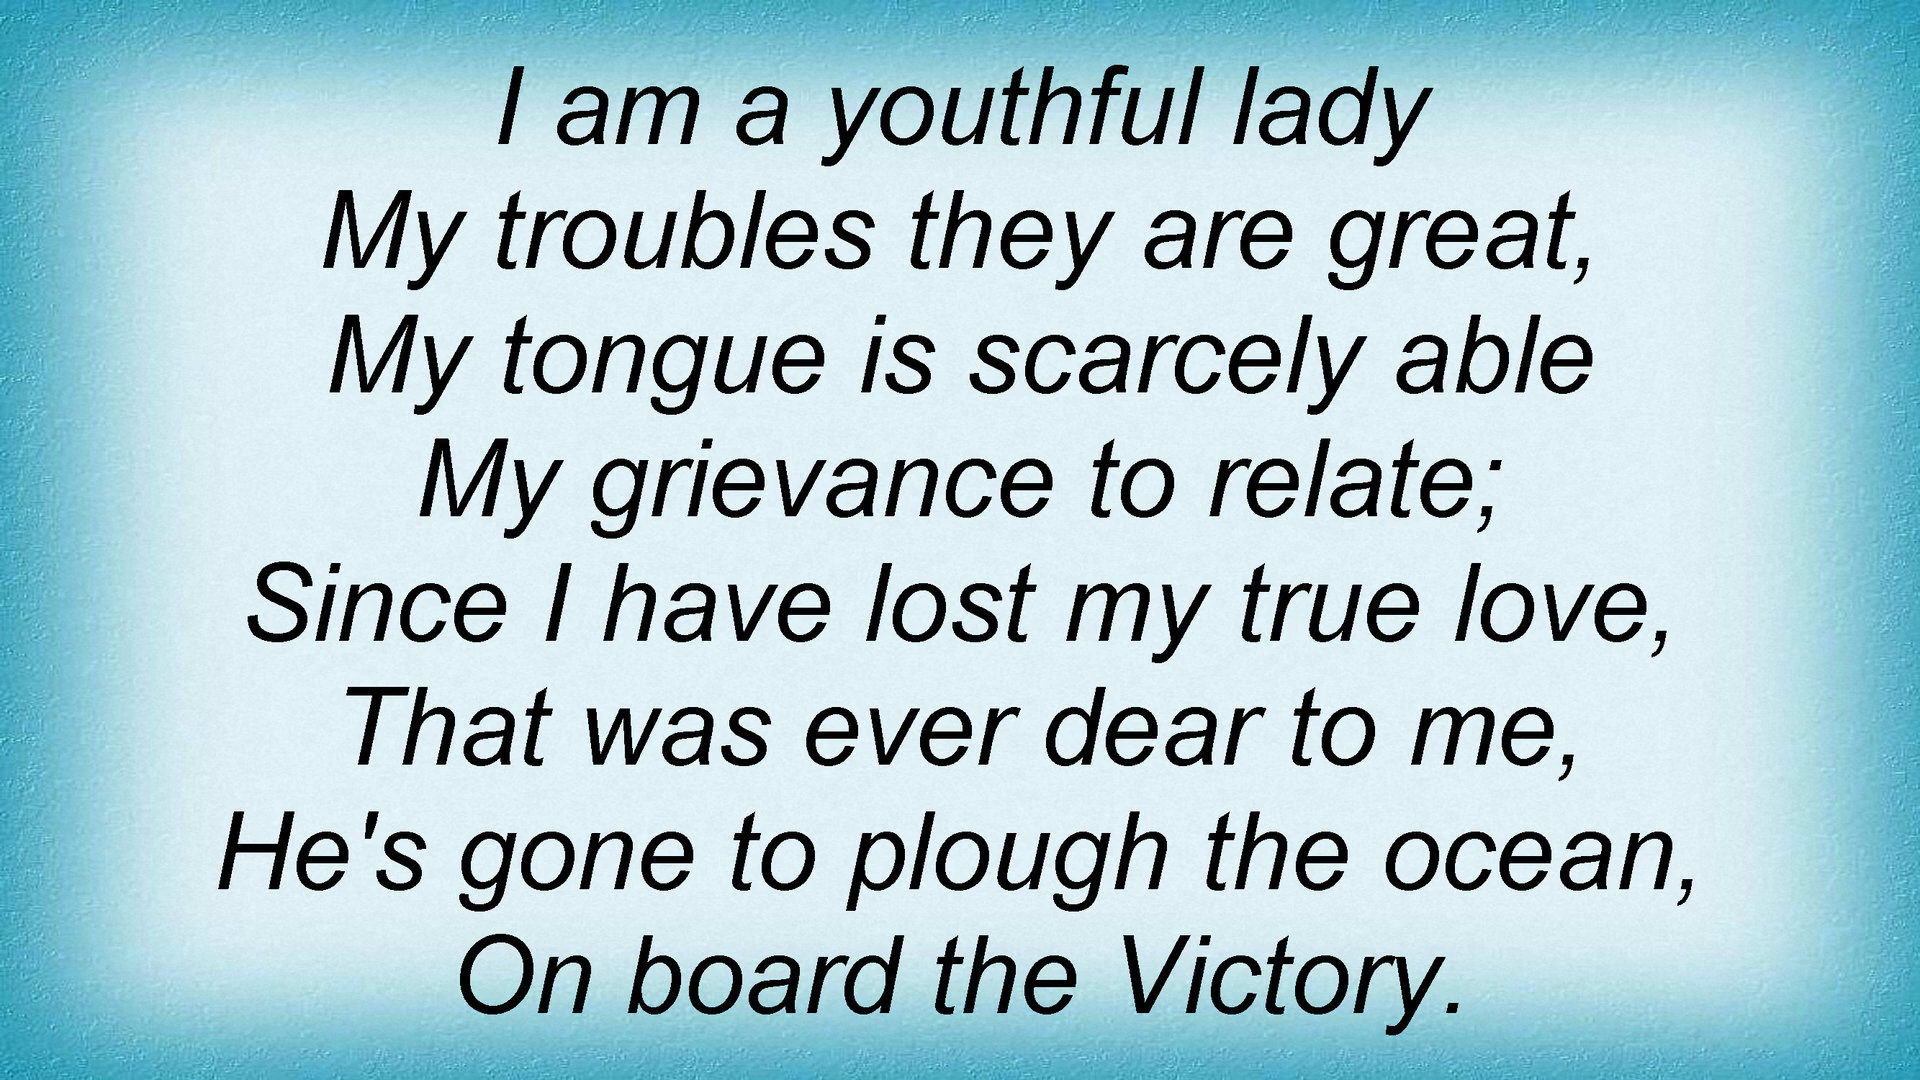 I am a youthful lady
My troubles they are great,
My tongue is scarcely able
My grievance to relate;
Since I have lost my true love,
That was ever dear to me,
He's gone to plough the ocean,
On board the Victory.